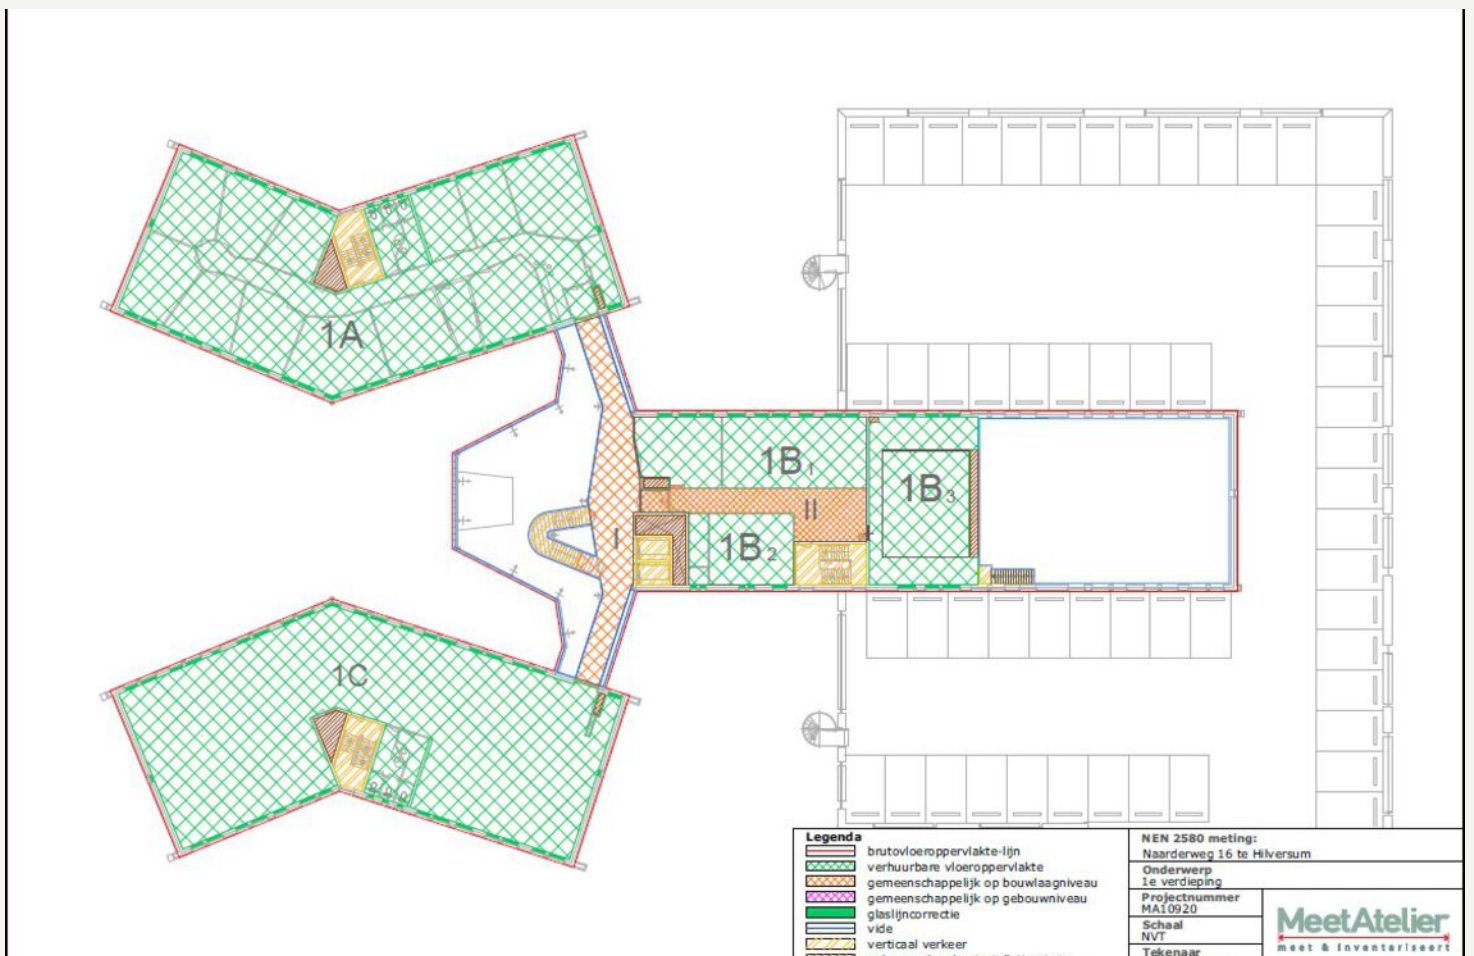 1A
1B1
1B3
II
I
1B2
1C
Legenda
brutovloeroppervlakte-lijn
verhuurbare vloeroppervlakte
gemeenschappelijk op bouwlaagniveau
gemeenschappelijk op gebouwniveau
glaslijncorrectie
vide
verticaal verkeer
NEN 2580 meting:
Naarderweg 16 te Hilversum
Onderwerp
1e verdieping
Projectnummer
MA10920
Schaal
NVT
Tekenaar
MeetAtelier
meet & inventariseert